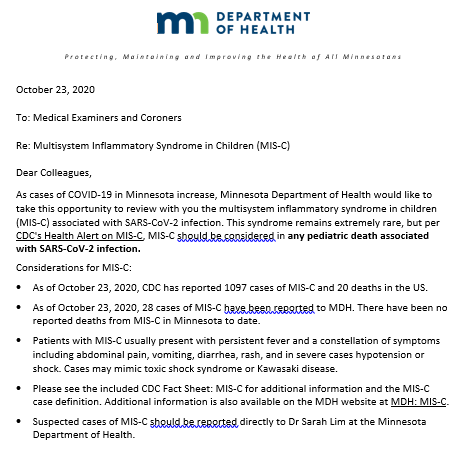 mn DEPARTMENT
OF HEALTH
Protecting, Maintaining and Improving the Health of All Minnesotans
October 23, 2020
To: Medical Examiners and Coroners
Re: Multisystem Inflammatory Syndrome in Children (MIS-C)
Dear Colleagues,
As cases of COVID-19 in Minnesota increase, Minnesota Department of Health would like to
take this opportunity to review with you the multisystem inflammatory syndrome in children
(MIS-C) associated with SARS-CoV-2 infection. This syndrome remains extremely rare, but per
CDC's Health Alert on MIS-C, MIS-C should be considered in any pediatric death associated
with SARS-CoV-2 infection.
Considerations for MIS-C:
• As of October 23, 2020, CDC has reported 1097 cases of MIS-C and 20 deaths in the US.
• As of October 23, 2020, 28 cases of MIS-C have been reported to MDH. There have been no
reported deaths from MIS-C in Minnesota to date.
• Patients with MIS-C usually present with persistent fever and a constellation of symptoms
including abdominal pain, vomiting, diarrhea, rash, and in severe cases hypotension or
shock. Cases may mimic toxic shock syndrome or Kawasaki disease.
• Please see the included CDC Fact Sheet: MIS-C for additional information and the MIS-C
case definition. Additional information is also available on the MDH website at MDH: MIS-C.
• Suspected cases of MIS-C should be reported directly to Dr Sarah Lim at the Minnesota
Department of Health.